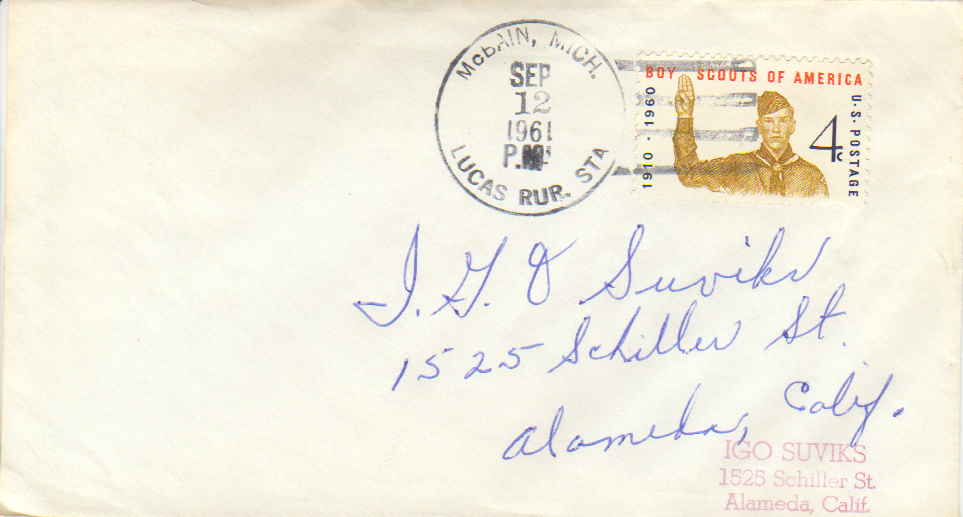 McBAIN, MICH.
SEP
12
1961
P.M.
LUCAS RUR. STA
BOY SCOUTS OF AMERICA
1910 · 1960
4c
U·S·POSTAGE
I. G. O Suviks
1525 Schiller St.
Alameda, Calif.
IGO SUVIKS
1525 Schiller St.
Alameda, Calif.